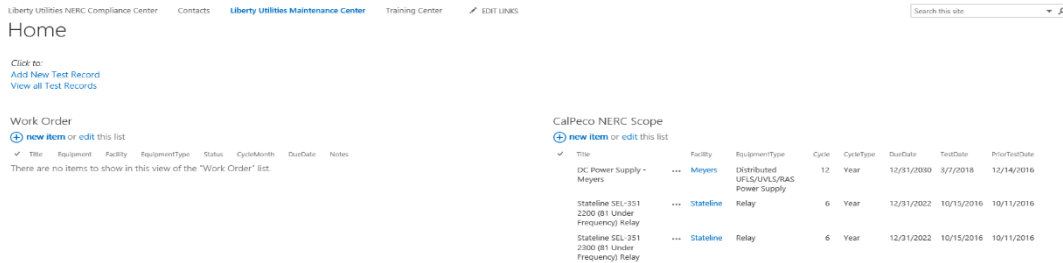 Liberty Utilities NERC Compliance Center Contacts Liberty Utilities Maintenance Center Training Center EDIT LINKS Search this site
Home
Click to:
Add New Test Record
View all Test Records
Work Order
new item or edit this list
Title Equipment Facility EquipmentType Status CycleMonth DueDate Notes
There are no items to show in this view of the "Work Order" list.
CalPeco NERC Scope
new item or edit this list
Title Facility EquipmentType Cycle CycleType DueDate TestDate PriorTestDate
DC Power Supply - ... Meyers Distributed 12 Year 12/31/2030 3/7/2018 12/14/2016
Meyers UFLS/UVLS/RAS
Power Supply
Stateline SEL-351 ... Stateline Relay 6 Year 12/31/2022 10/15/2016 10/11/2016
2200 (81 Under
Frequency) Relay
Stateline SEL-351 ... Stateline Relay 6 Year 12/31/2022 10/15/2016 10/11/2016
2300 (81 Under
Frequency) Relay